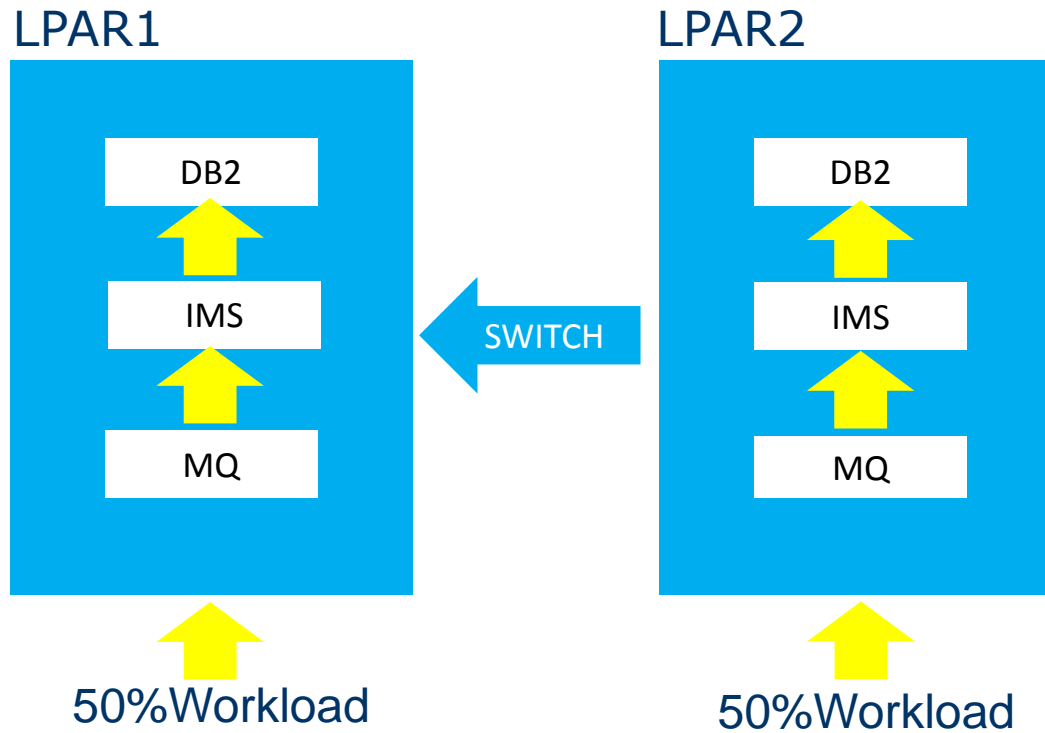 LPAR1
LPAR2
DB2
DB2
IMS
IMS
SWITCH
MQ
MQ
50%Workload
50%Workload